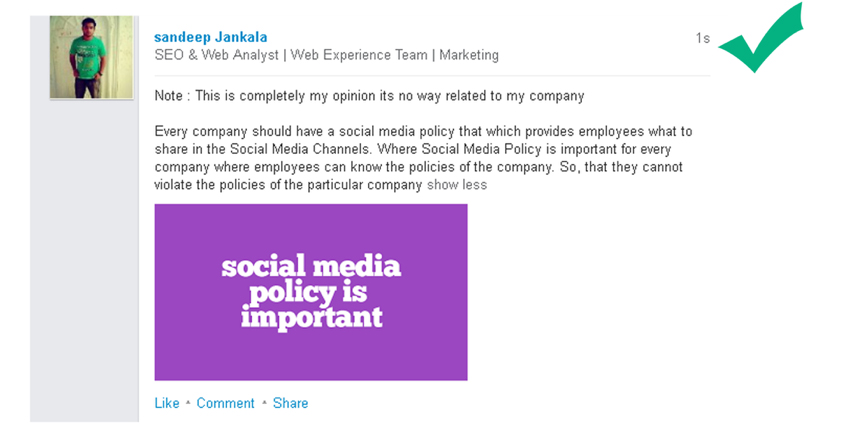 sandeep Jankala
1s
SEO & Web Analyst | Web Experience Team | Marketing
Note : This is completely my opinion its no way related to my company
Every company should have a social media policy that which provides employees what to
share in the Social Media Channels. Where Social Media Policy is important for every
company where employees can know the policies of the company. So, that they cannot
violate the policies of the particular company show less
social media
policy is
important
Like ^ Comment ^ Share